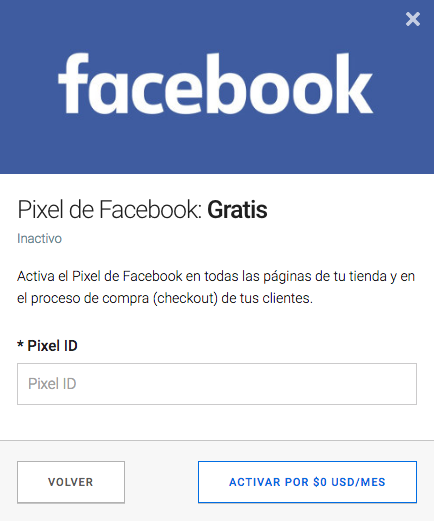 facebook
Pixel de Facebook: Gratis
Inactivo
Activa el Pixel de Facebook en todas las páginas de tu tienda y en
el proceso de compra (checkout) de tus clientes.
* Pixel ID
Pixel ID
VOLVER
ACTIVAR POR $0 USD/MES